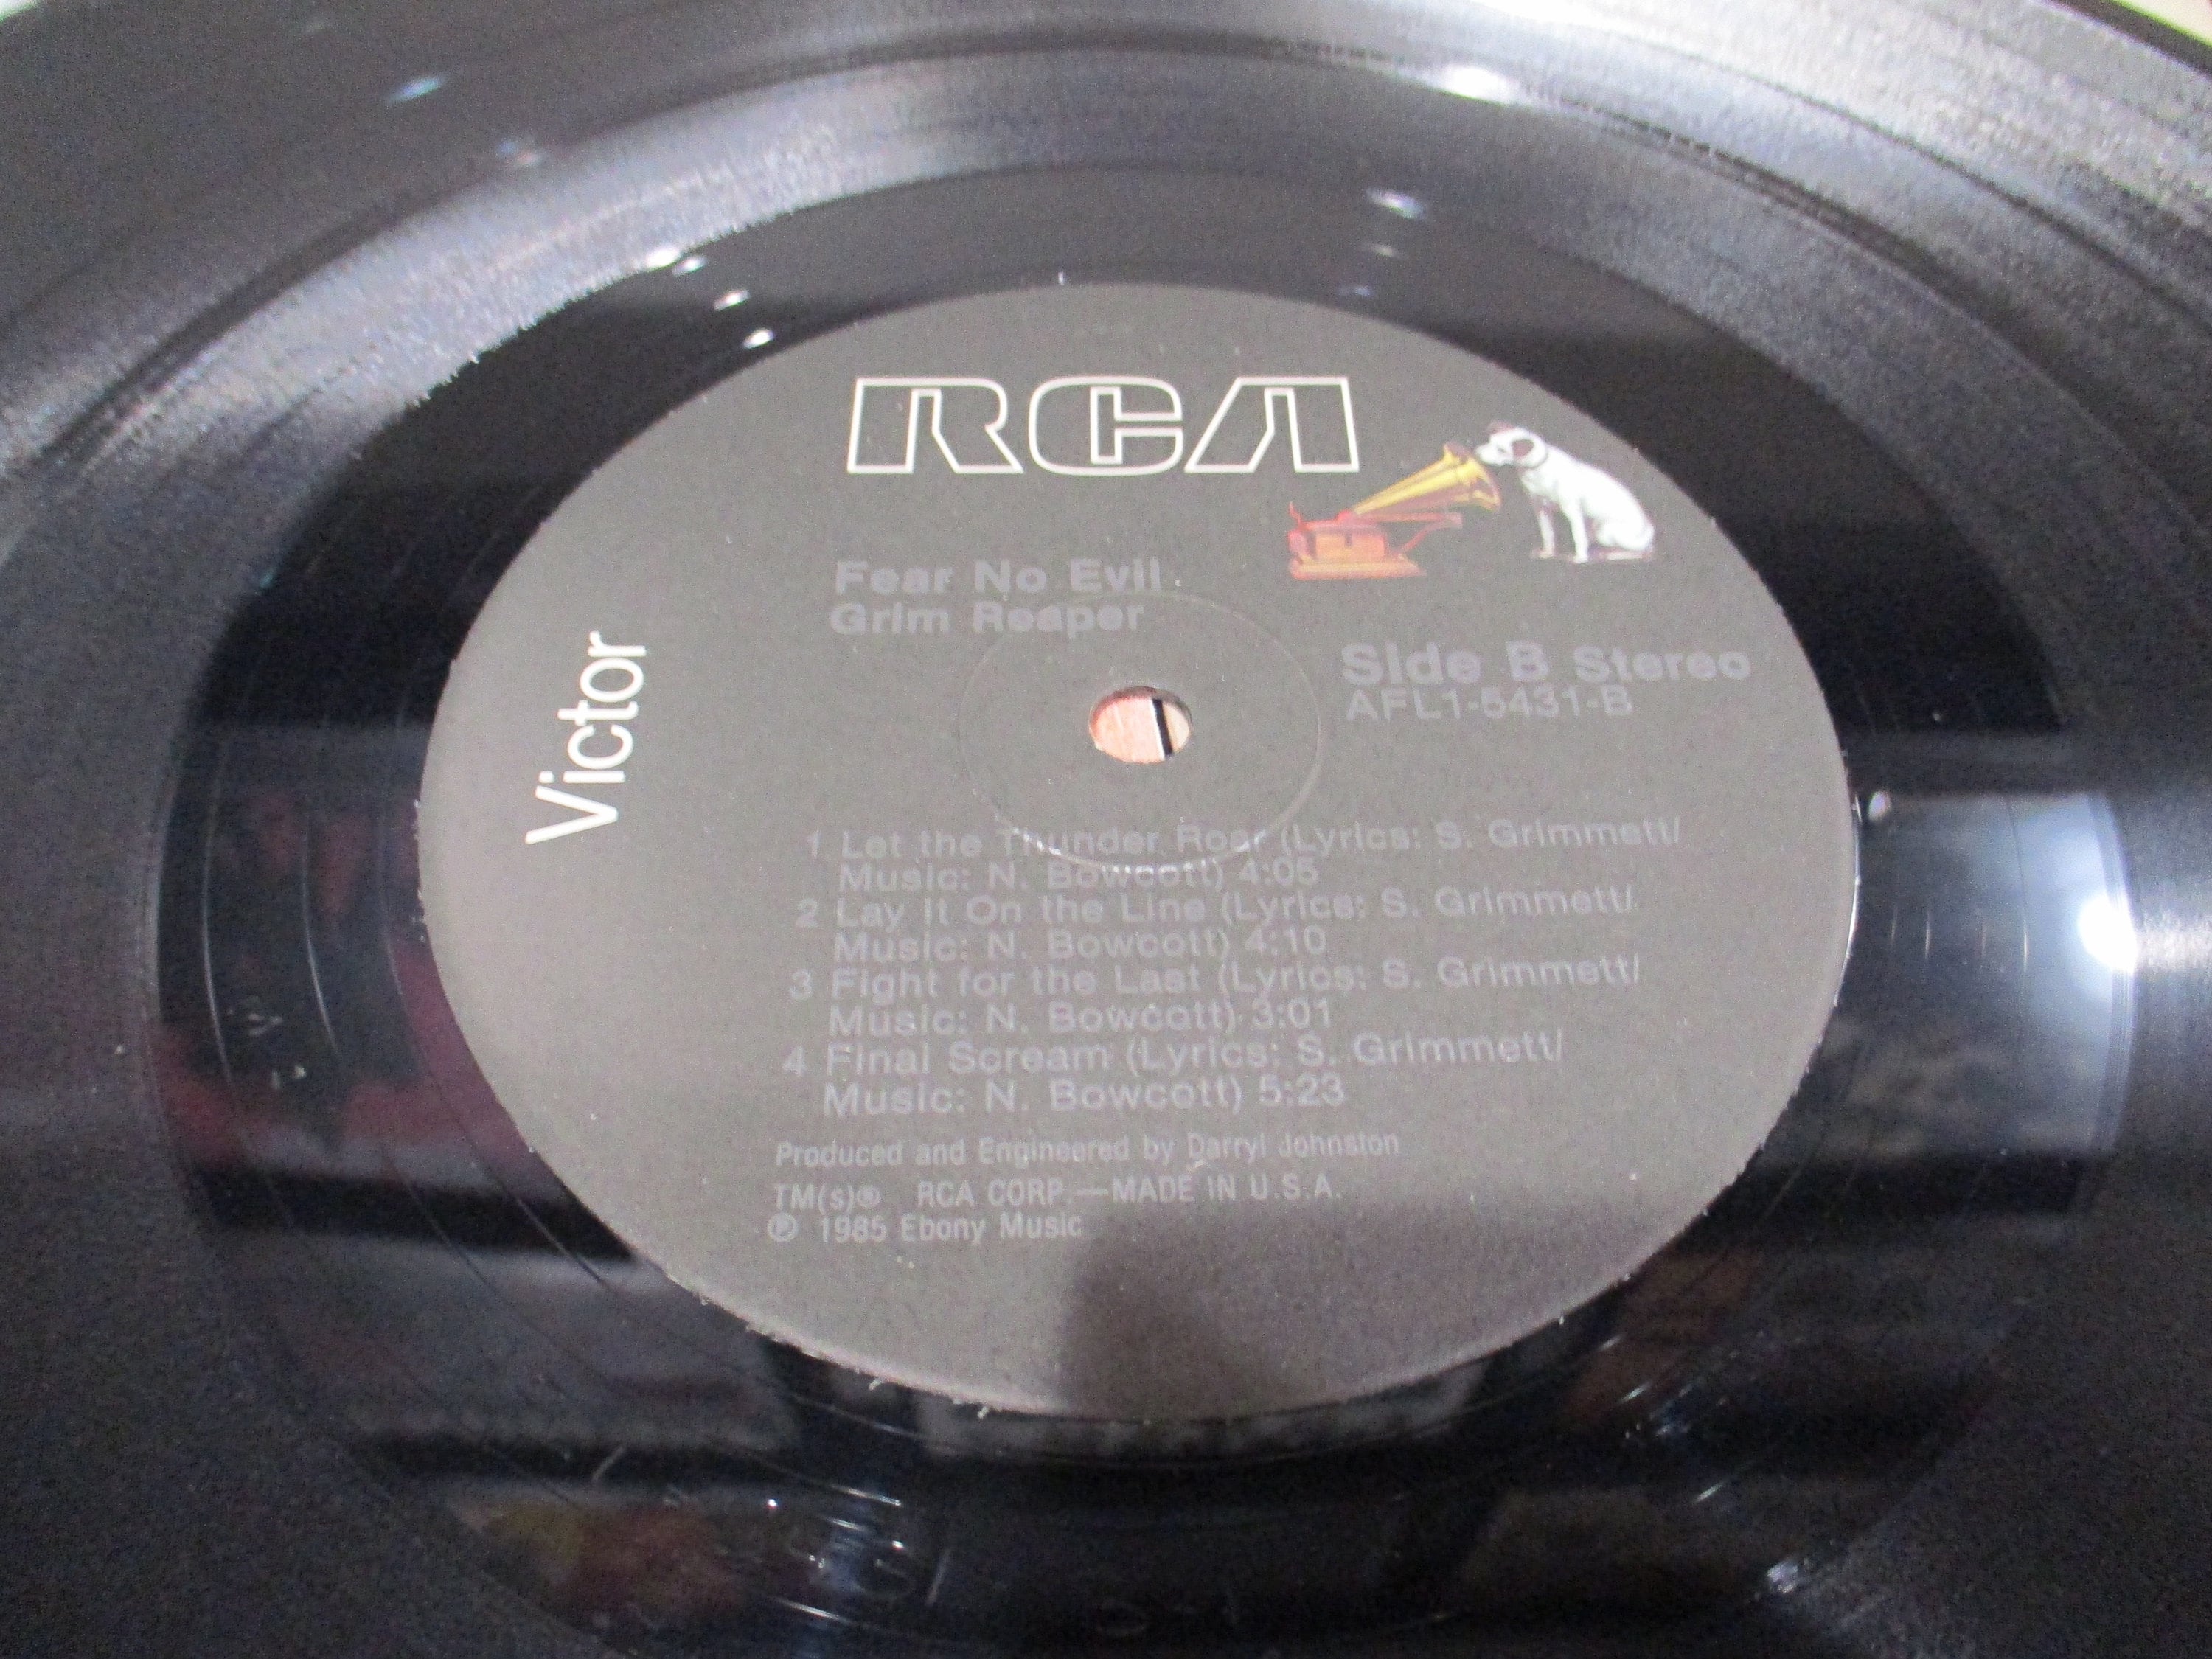 RCA
Victor
Fear No Evil
Grim Reaper
Side B Stereo
AFL1-5431-B
1 Let the Thunder Roar (Lyrics: S. Grimmett/
Music: N. Bowcott) 4:05
2 Lay It On the Line (Lyrics: S. Grimmett/
Music: N. Bowcott) 4:10
3 Fight for the Last (Lyrics: S. Grimmett/
Music: N. Bowcott) 3:01
4 Final Scream (Lyrics: S. Grimmett/
Music: N. Bowcott) 5:23
Produced and Engineered by Darryl Johnston
TM(s)® RCA CORP.—MADE IN U.S.A.
℗ 1985 Ebony Music